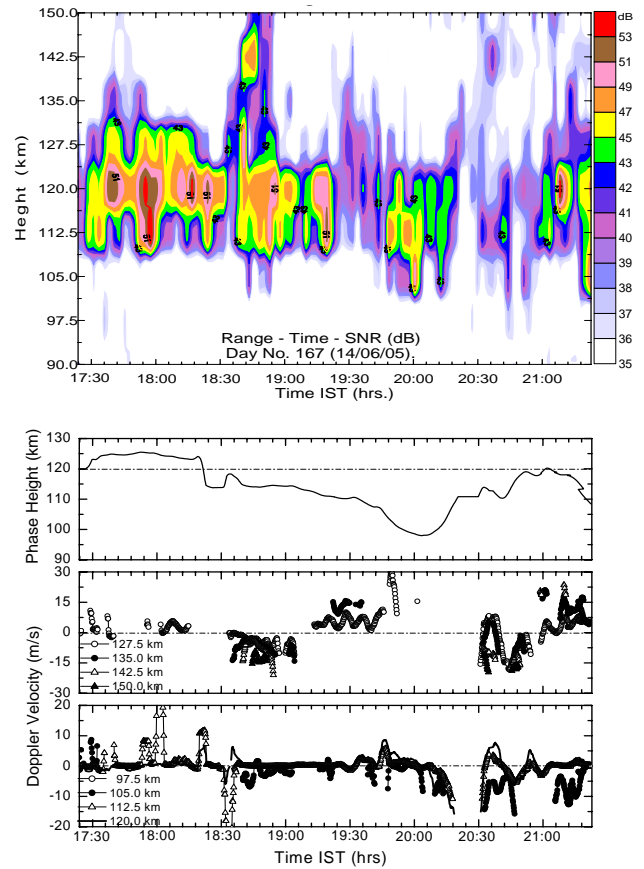 150.0
142.5
135.0
127.5
120.0
112.5
105.0
97.5
90.0
Heght (km)
Range - Time - SNR (dB)
Day No. 167 (14/06/05).
17:30 18:00 18:30 19:00 19:30 20:00 20:30 21:00
Time IST (hrs.)
dB
53
51
49
47
45
43
42
41
40
39
38
37
36
35
130
120
110
100
90
Phase Height (km)
30
15
0
-15
-30
127.5 km
135.0 km
142.5 km
150.0 km
Doppler Velocity (m/s)
20
10
0
-10
-20
97.5 km
105.0 km
112.5 km
120.0 km
17:30 18:00 18:30 19:00 19:30 20:00 20:30 21:00
Time IST (hrs)